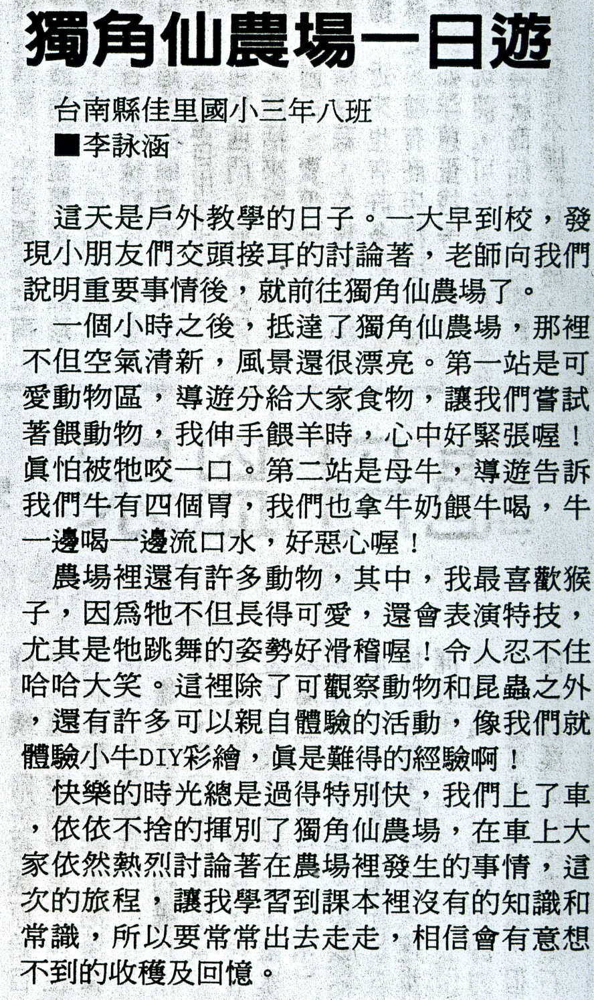 獨角仙農場一日遊
台南縣佳里國小三年八班
■李詠涵
這天是戶外教學的日子。一大早到校，發
現小朋友們交頭接耳的討論著，老師向我們
說明重要事情後，就前往獨角仙農場了。
一個小時之後，抵達了獨角仙農場，那裡
不但空氣清新，風景還很漂亮。第一站是可
愛動物區，導遊分給大家食物，讓我們嘗試
著餵動物，我伸手餵羊時，心中好緊張喔！
眞怕被牠咬一口。第二站是母牛，導遊告訴
我們牛有四個胃，我們也拿牛奶餵牛喝，牛
一邊喝一邊流口水，好惡心喔！
農場裡還有許多動物，其中，我最喜歡猴
子，因爲牠不但長得可愛，還會表演特技，
尤其是牠跳舞的姿勢好滑稽喔！令人忍不住
哈哈大笑。這裡除了可觀察動物和昆蟲之外
，還有許多可以親自體驗的活動，像我們就
體驗小牛DIY彩繪，眞是難得的經驗啊！
快樂的時光總是過得特別快，我們上了車
，依依不捨的揮別了獨角仙農場，在車上大
家依然熱烈討論著在農場裡發生的事情，這
次的旅程，讓我學習到課本裡沒有的知識和
常識，所以要常常出去走走，相信會有意想
不到的收穫及回憶。